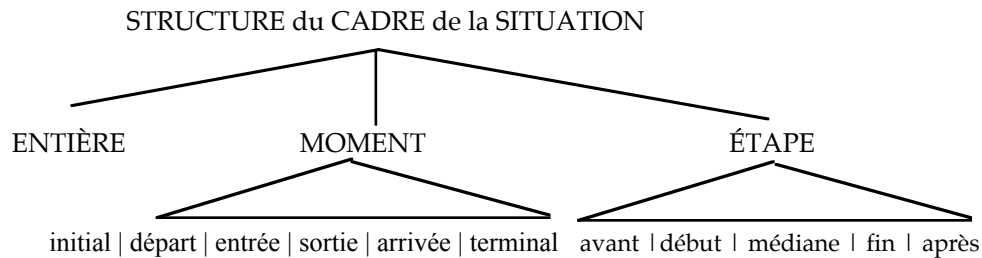 STRUCTURE du CADRE de la SITUATION
ENTIÈRE MOMENT ÉTAPE
initial | départ | entrée | sortie | arrivée | terminal avant | début | médiane | fin | après